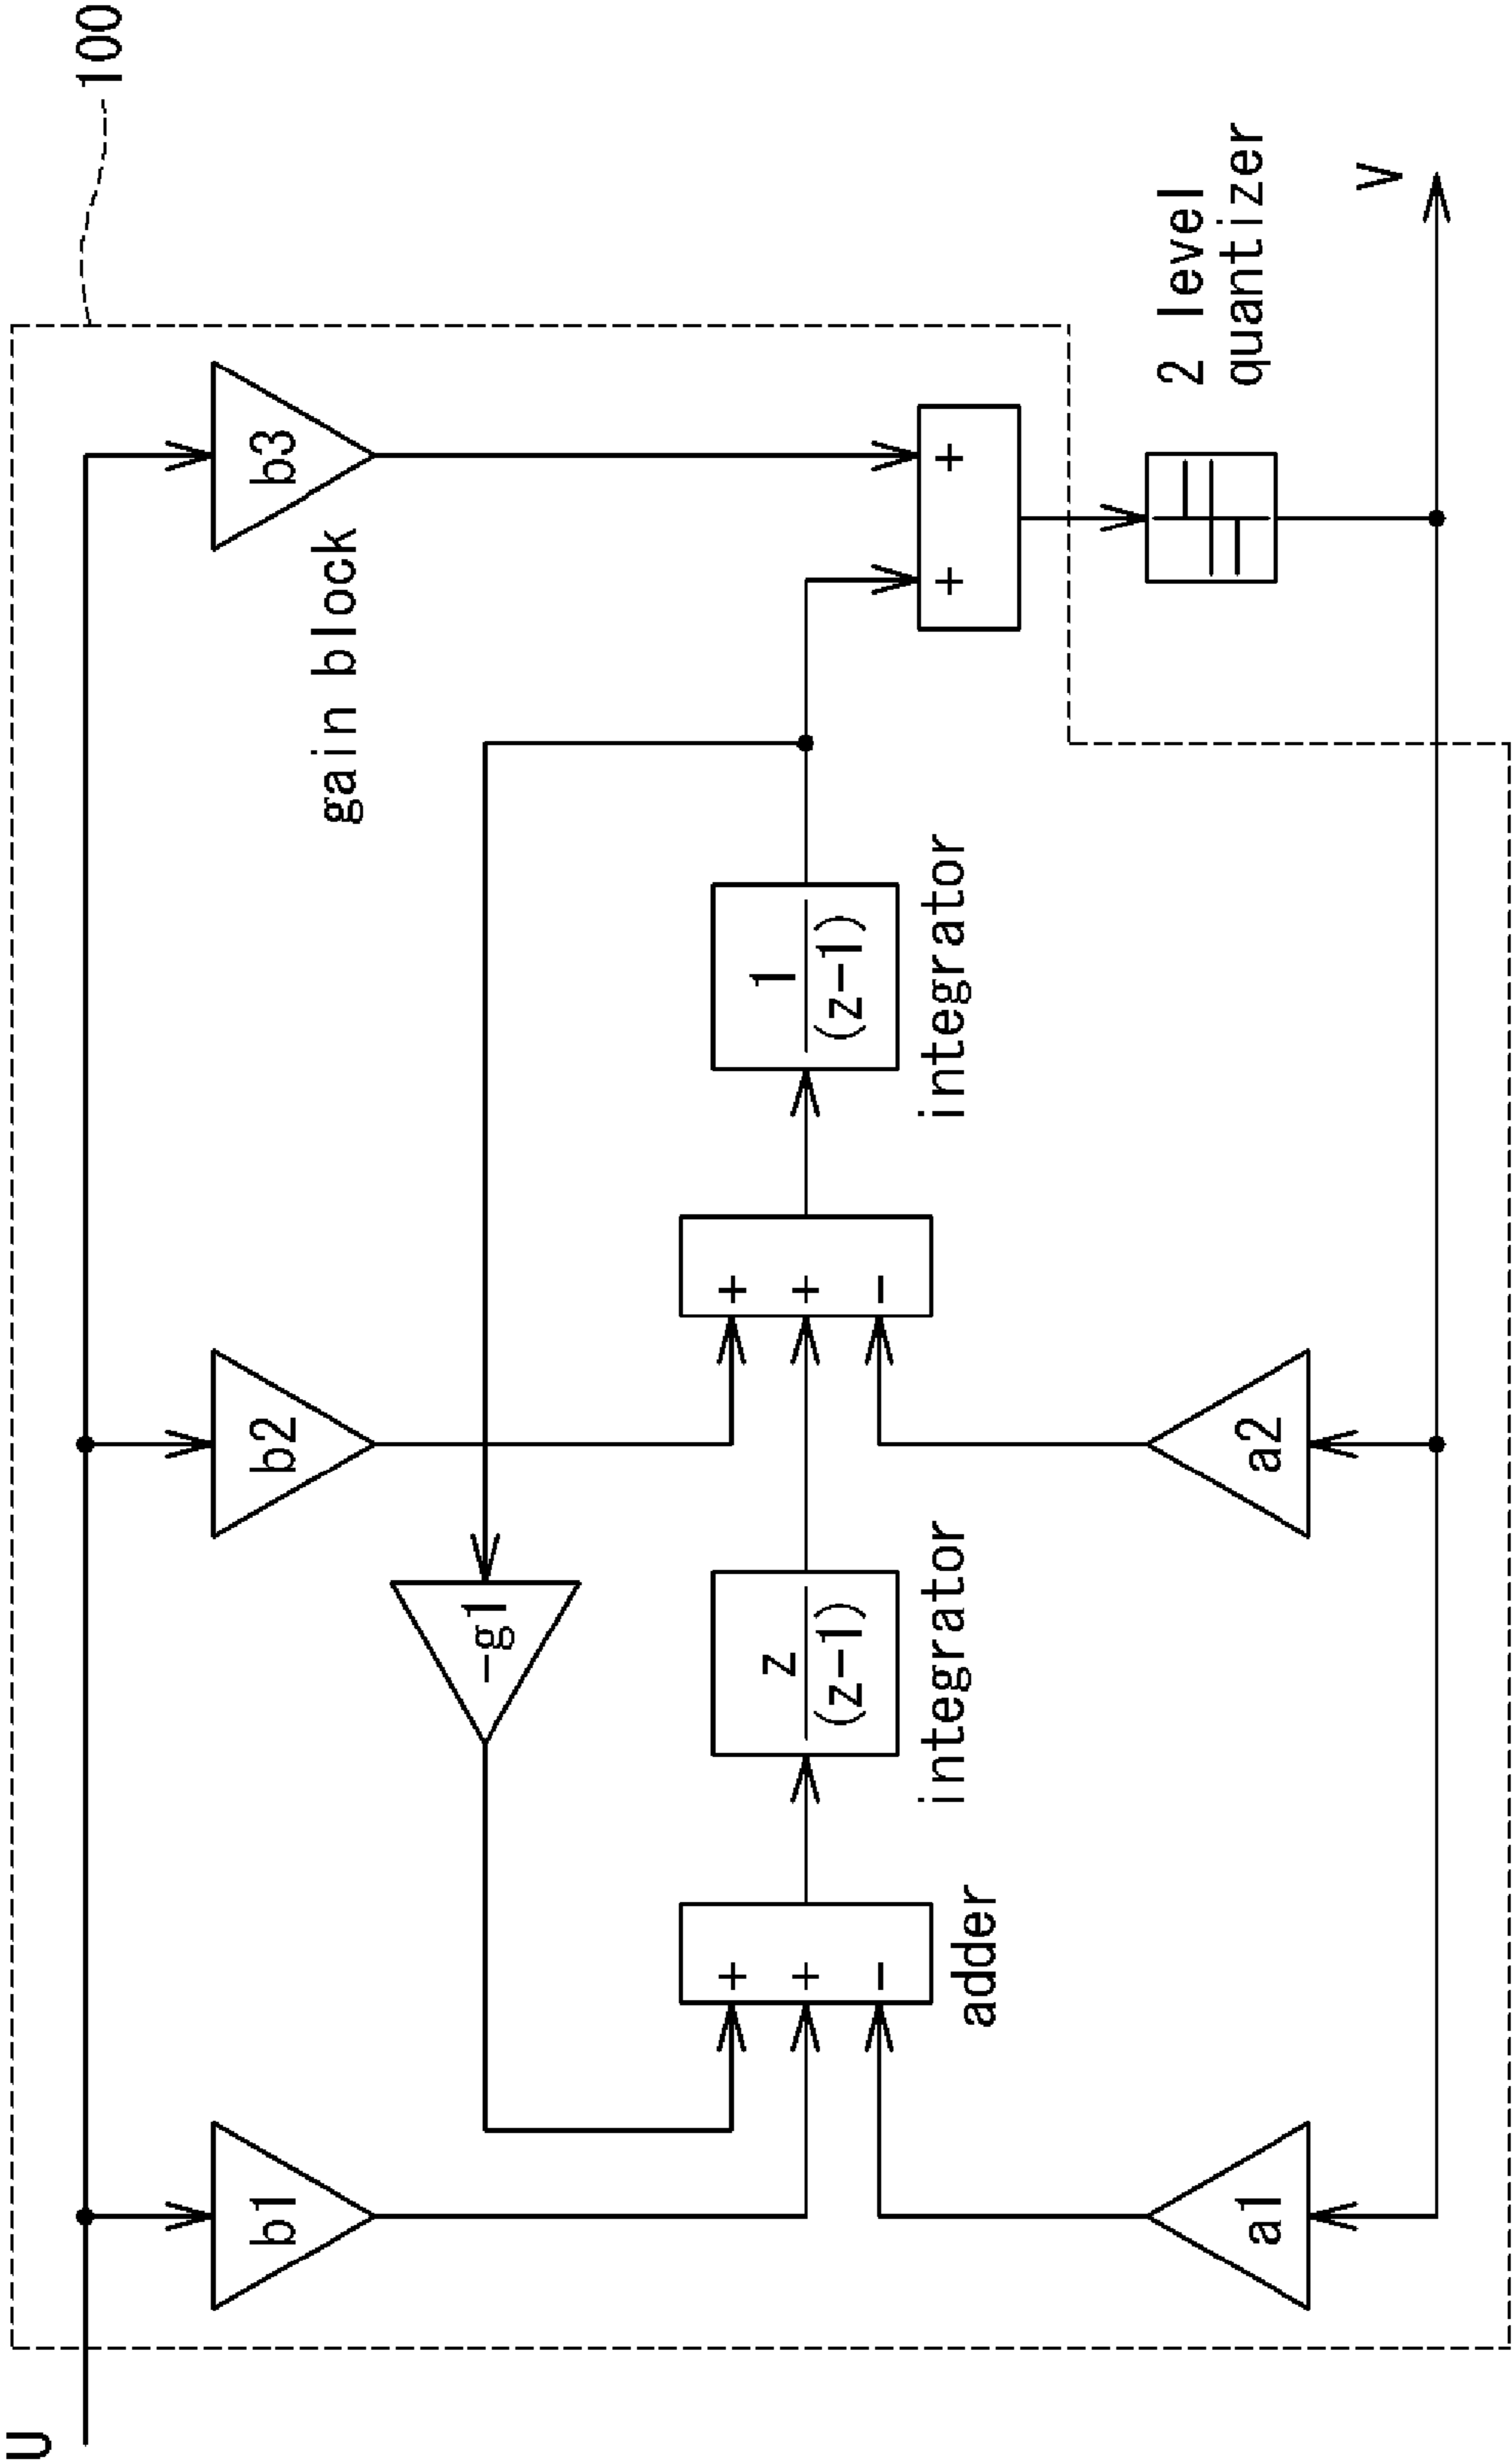 100
U
b1
b2
b3
gain block
-g1
+
+
-
z
(z-1)
integrator
adder
+
+
-
1
(z-1)
integrator
+
+
2 level
quantizer
a1
a2
V